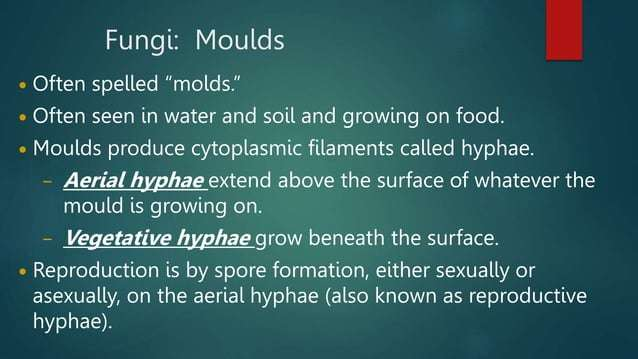 Fungi: Moulds
• Often spelled “molds.”
• Often seen in water and soil and growing on food.
• Moulds produce cytoplasmic filaments called hyphae.
– Aerial hyphae extend above the surface of whatever the
mould is growing on.
– Vegetative hyphae grow beneath the surface.
• Reproduction is by spore formation, either sexually or
asexually, on the aerial hyphae (also known as reproductive
hyphae).